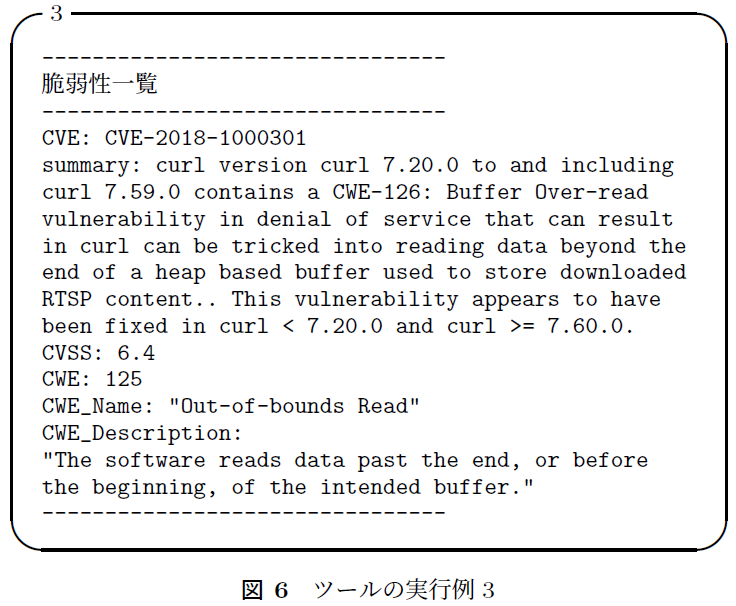 3
--------------------------------
脆弱性一覧
--------------------------------
CVE: CVE-2018-1000301
summary: curl version curl 7.20.0 to and including
curl 7.59.0 contains a CWE-126: Buffer Over-read
vulnerability in denial of service that can result
in curl can be tricked into reading data beyond the
end of a heap based buffer used to store downloaded
RTSP content.. This vulnerability appears to have
been fixed in curl < 7.20.0 and curl >= 7.60.0.
CVSS: 6.4
CWE: 125
CWE_Name: "Out-of-bounds Read"
CWE_Description:
"The software reads data past the end, or before
the beginning, of the intended buffer."
--------------------------------
図 6 ツールの実行例 3